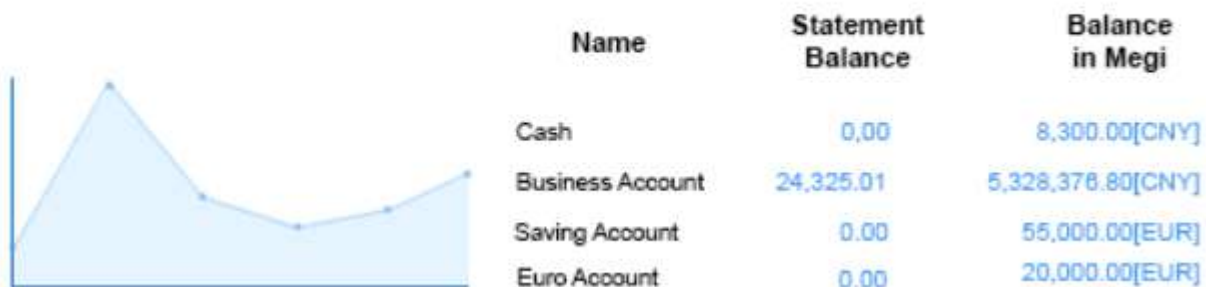 Name Statement Balance Balance in Megi
Cash 0,00 8,300.00[CNY]
Business Account 24,325.01 5,328,376.80[CNY]
Saving Account 0.00 55,000.00[EUR]
Euro Account 0.00 20,000.00[EUR]